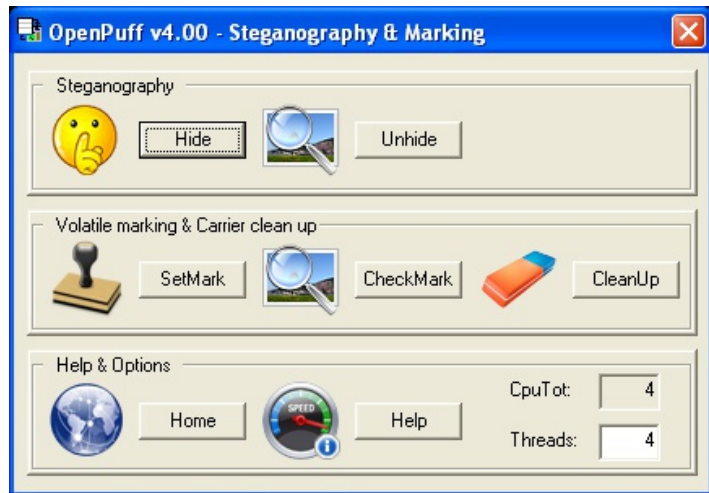 OpenPuff v4.00 - Steganography & Marking
Steganography
Hide
Unhide
Volatile marking & Carrier clean up
SetMark
CheckMark
CleanUp
Help & Options
Home
SPEED
Help
CpuTot: 4
Threads: 4